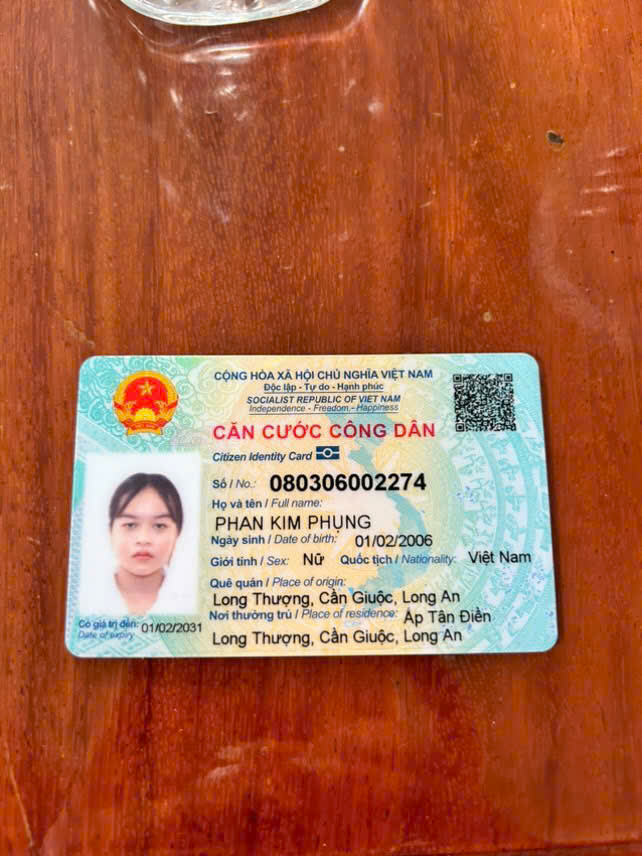 CỘNG HÒA XÃ HỘI CHỦ NGHĨA VIỆT NAM
Độc lập - Tự do - Hạnh phúc
SOCIALIST REPUBLIC OF VIET NAM
Independence - Freedom - Happiness
CĂN CƯỚC CÔNG DÂN
Citizen Identity Card
Số / No.: 080306002274
Họ và tên / Full name:
PHAN KIM PHỤNG
Ngày sinh / Date of birth: 01/02/2006
Giới tính / Sex: Nữ Quốc tịch / Nationality: Việt Nam
Quê quán / Place of origin:
Long Thượng, Cần Giuộc, Long An
Nơi thường trú / Place of residence: Ấp Tân Điền
Long Thượng, Cần Giuộc, Long An
Có giá trị đến: 01/02/2031
Date of expiry